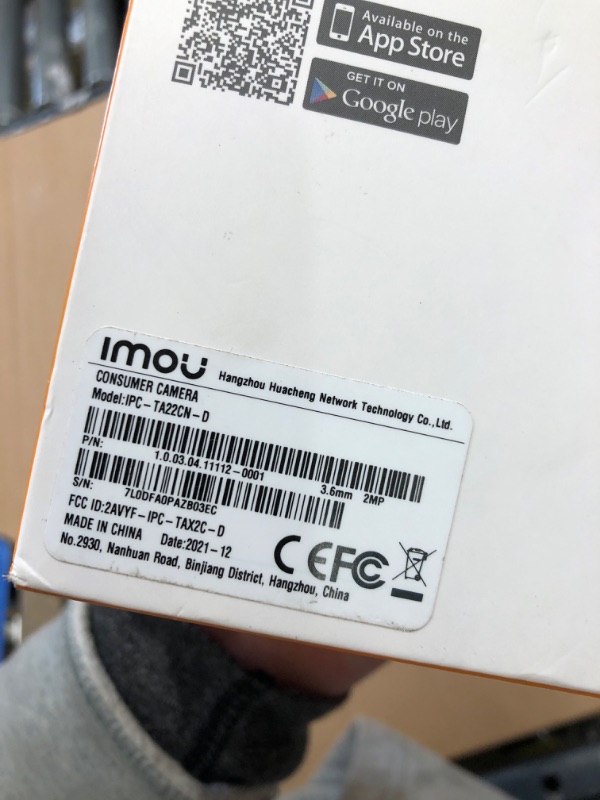 Available on the
App Store
GET IT ON
Google play
imou
Hangzhou Huacheng Network Technology Co.,Ltd.
CONSUMER CAMERA
Model:IPC-TA22CN-D
P/N:
1.0.03.04.11112-0001
3.6mm 2MP
S/N:
7L0DFA0PAZB03EC
FCC ID:2AVYF-IPC-TAX2C-D
MADE IN CHINA Date:2021-12
No.2930, Nanhuan Road, Binjiang District, Hangzhou, China
CE FC